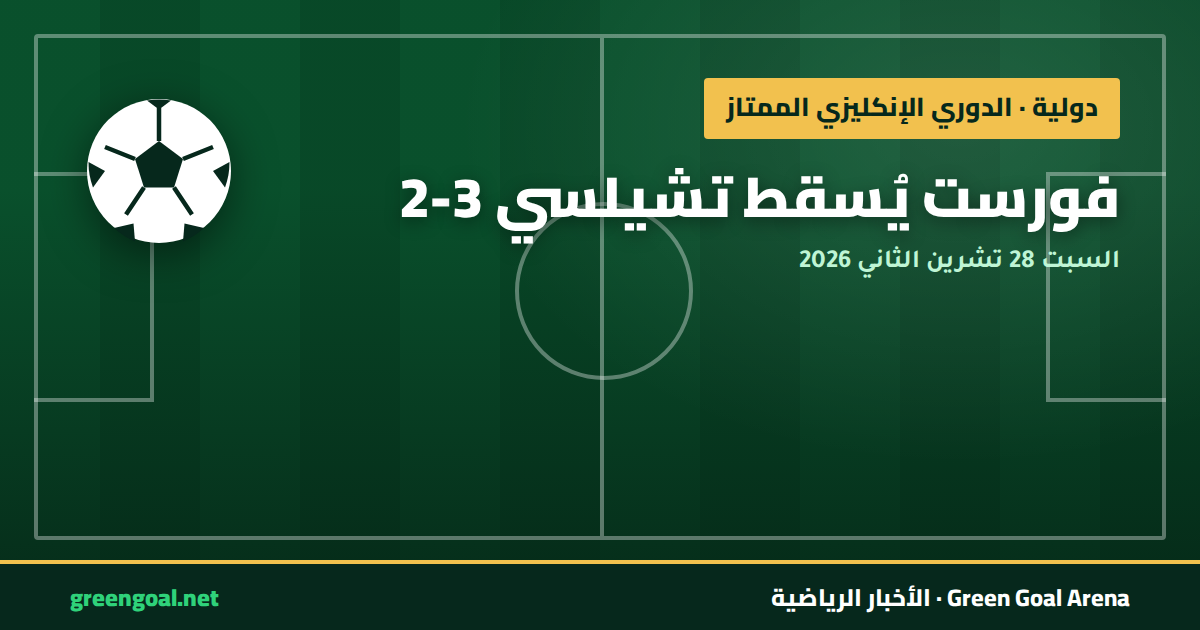 دولية · الدوري الإنكليزي الممتاز
فورست يُسقط تشيلسي 3-2
السبت 28 تشرين الثاني 2026
Green Goal Arena · الأخبار الرياضية
greengoal.net